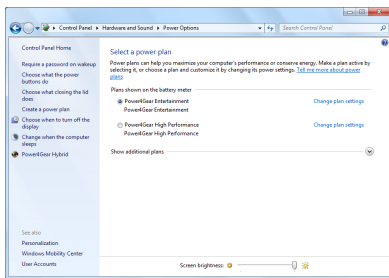 Control Panel ▸ Hardware and Sound ▸ Power Options
Search Control Panel
Control Panel Home
Require a password on wakeup
Choose what the power
buttons do
Choose what closing the lid
does
Create a power plan
Choose when to turn off the
display
Change when the computer
sleeps
Power4Gear Hybrid
See also
Personalization
Windows Mobility Center
User Accounts
Select a power plan
Power plans can help you maximize your computer's performance or conserve energy. Make a plan active by
selecting it, or choose a plan and customize it by changing its power settings. Tell me more about power
plans
Plans shown on the battery meter
Power4Gear Entertainment Change plan settings
Power4Gear Entertainment
Power4Gear High Performance Change plan settings
Power4Gear High Performance
Show additional plans
Screen brightness: